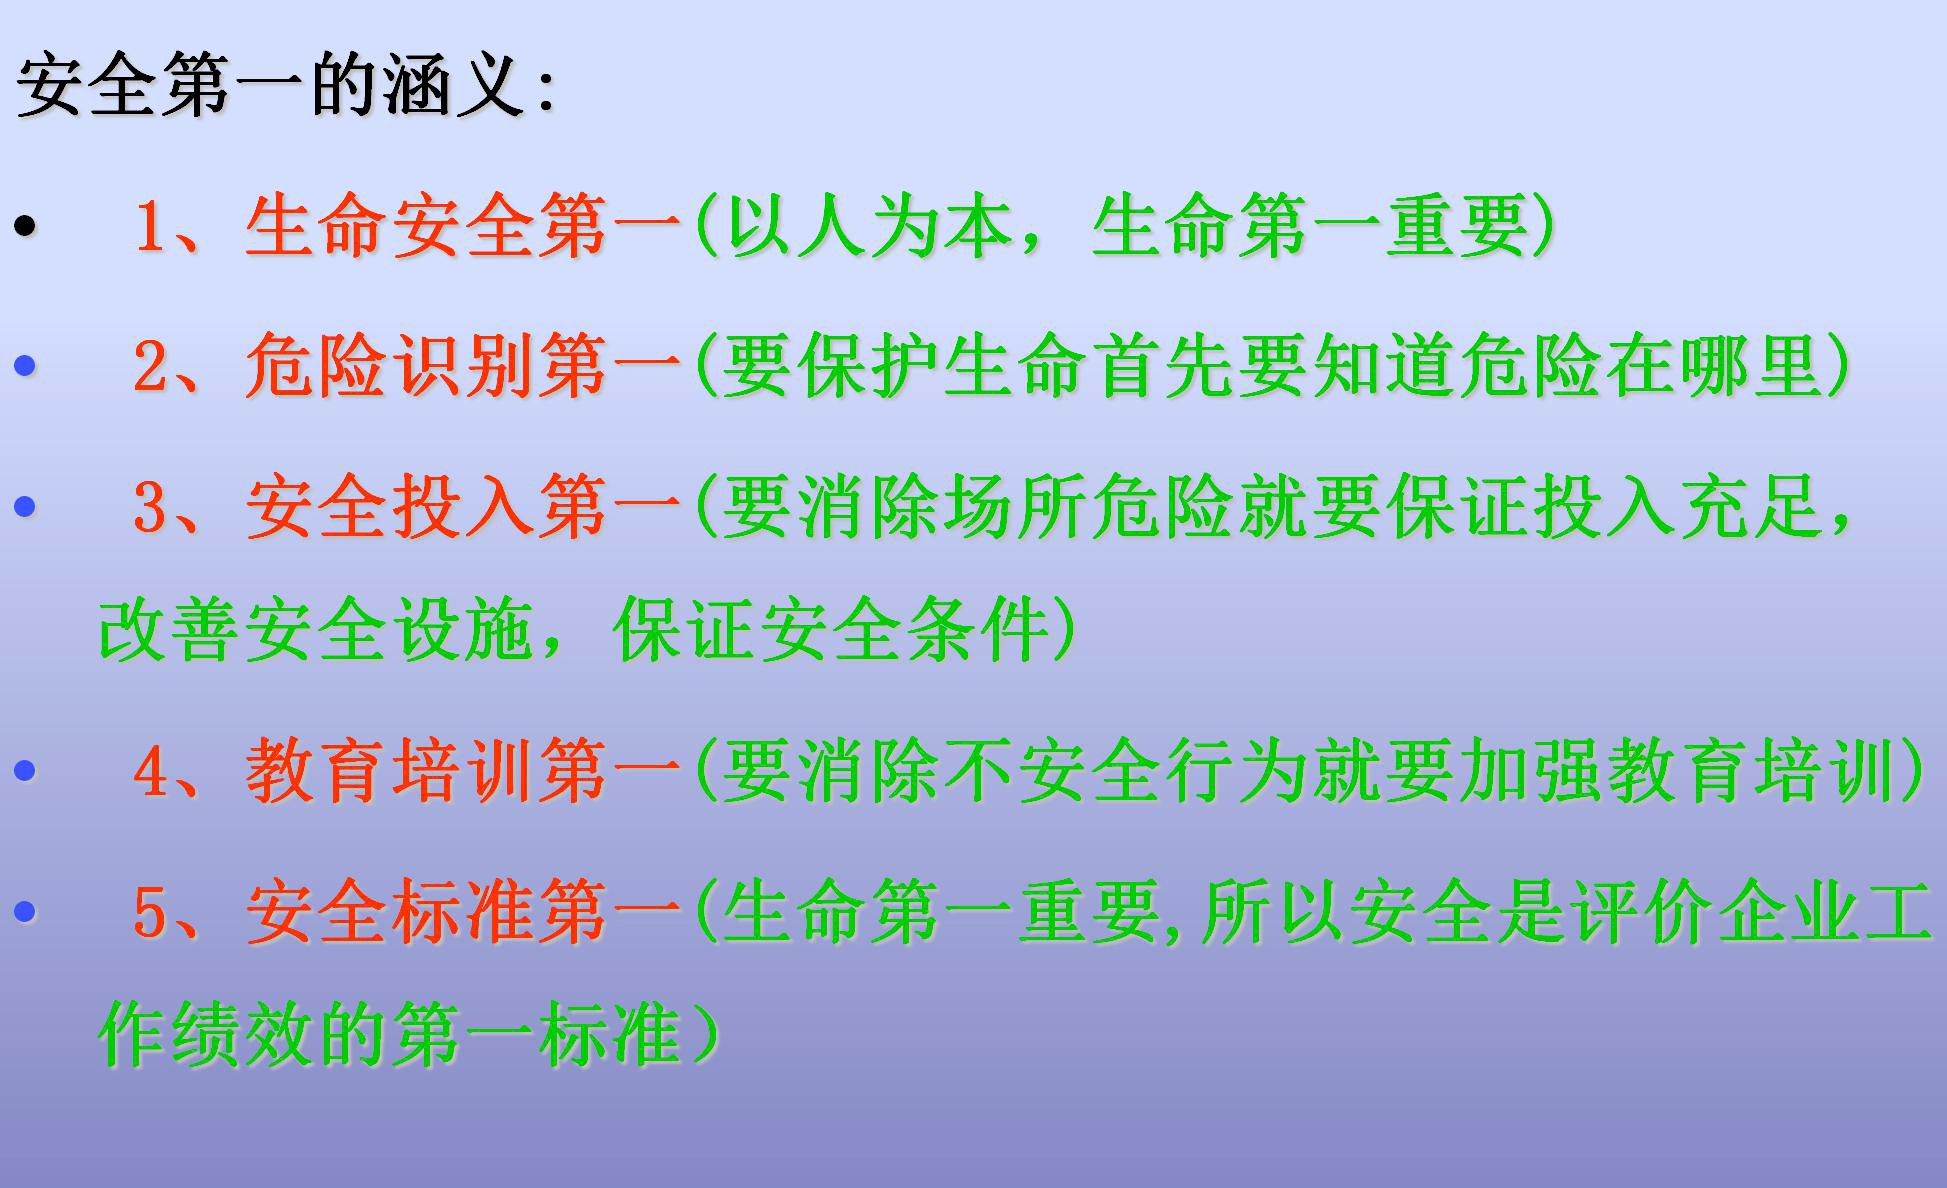 安全第一的涵义:
• 1、生命安全第一(以人为本，生命第一重要)
• 2、危险识别第一(要保护生命首先要知道危险在哪里)
• 3、安全投入第一(要消除场所危险就要保证投入充足，
改善安全设施，保证安全条件)
• 4、教育培训第一(要消除不安全行为就要加强教育培训)
• 5、安全标准第一(生命第一重要,所以安全是评价企业工
作绩效的第一标准）